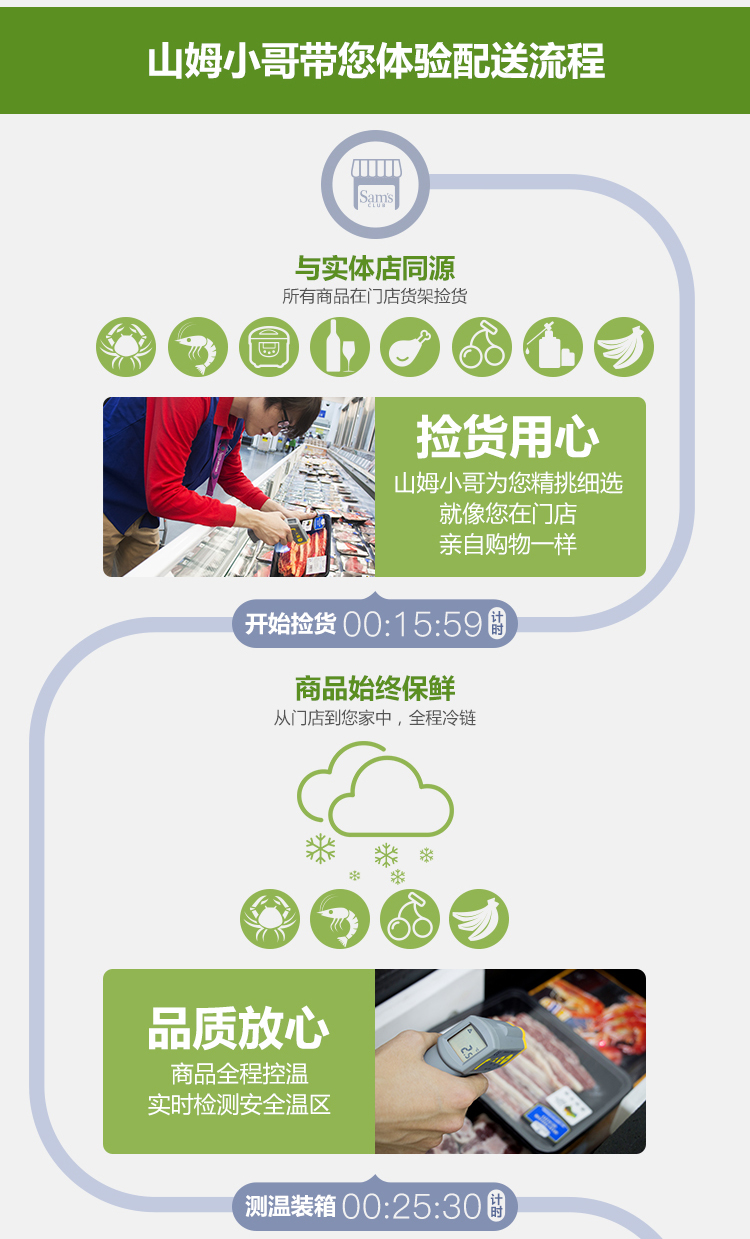 山姆小哥带您体验配送流程
Sam's
CLUB
与实体店同源
所有商品在门店货架捡货
捡货用心
山姆小哥为您精挑细选
就像您在门店
亲自购物一样
开始捡货 00:15:59 计时
商品始终保鲜
从门店到您家中，全程冷链
品质放心
商品全程控温
实时检测安全温区
2.5
测温装箱 00:25:30 计时